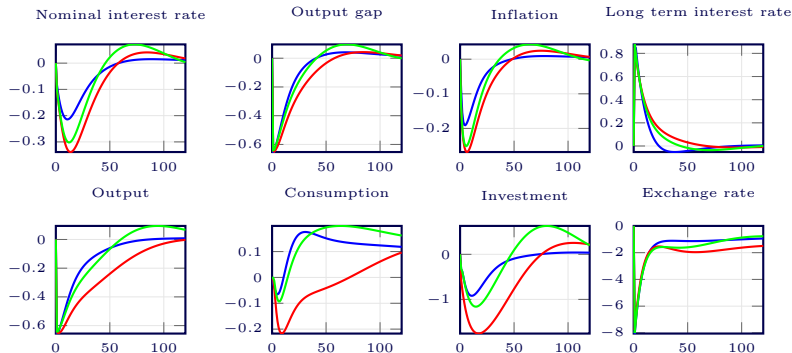 Nominal interest rate
Output gap
Inflation
Long term interest rate
0
−0.1
−0.2
−0.3
0 50 100
0
−0.2
−0.4
−0.6
0 50 100
0
−0.1
−0.2
0 50 100
0.8
0.6
0.4
0.2
0
0 50 100
Output
Consumption
Investment
Exchange rate
0
−0.2
−0.4
−0.6
0 50 100
0.1
0
−0.1
−0.2
0 50 100
0
−1
0 50 100
0
−2
−4
−6
−8
0 50 100